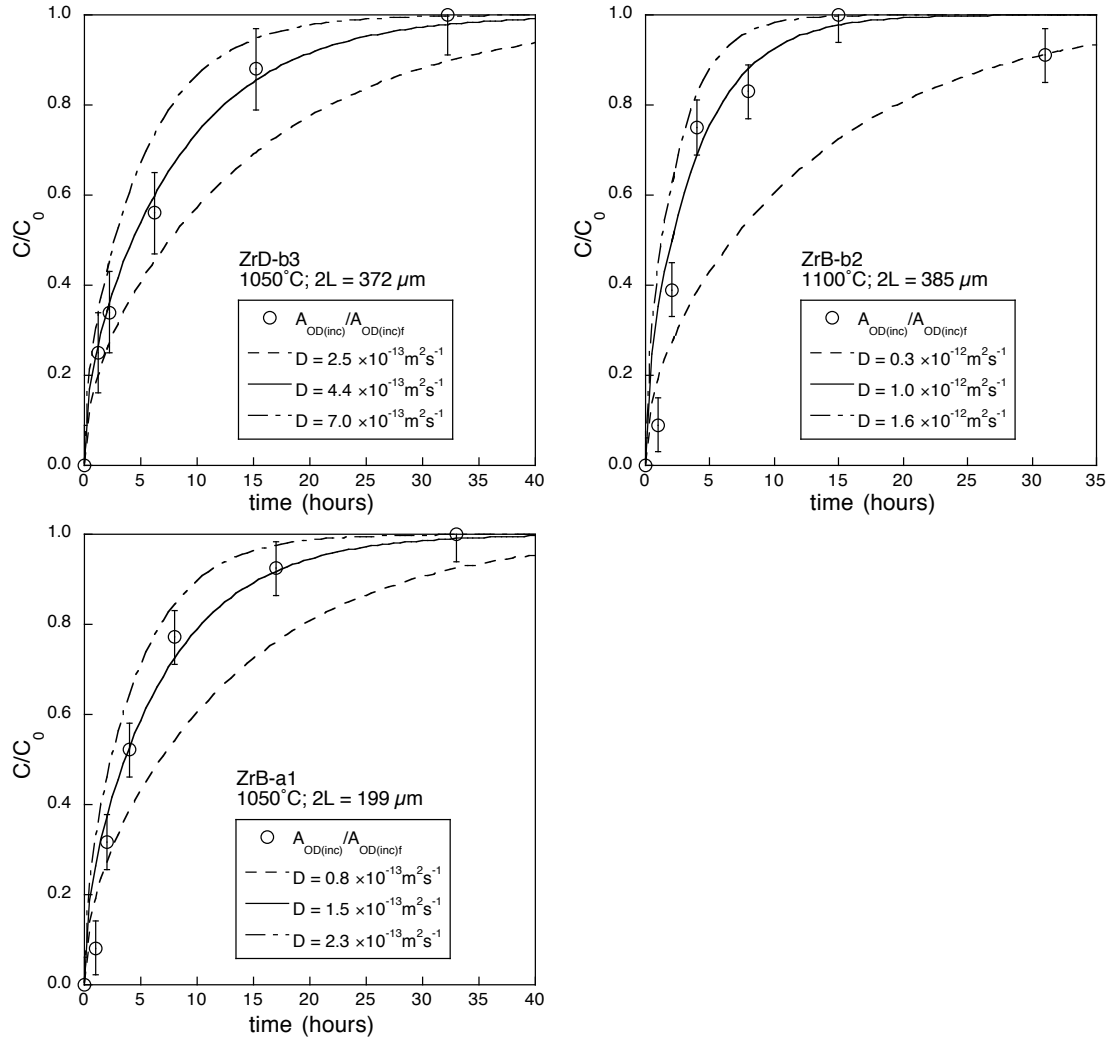 1.0
0.8
0.6
0.4
0.2
0.0
C/C0
ZrD-b3
1050˚C; 2L = 372 µm
AOD(inc)/AOD(inc)f
D = 2.5 ×10-13m2s-1
D = 4.4 ×10-13m2s-1
D = 7.0 ×10-13m2s-1
0 5 10 15 20 25 30 35 40
time (hours)
1.0
0.8
0.6
0.4
0.2
0.0
C/C0
ZrB-b2
1100˚C; 2L = 385 µm
AOD(inc)/AOD(inc)f
D = 0.3 ×10-12m2s-1
D = 1.0 ×10-12m2s-1
D = 1.6 ×10-12m2s-1
0 5 10 15 20 25 30 35
time (hours)
1.0
0.8
0.6
0.4
0.2
0.0
C/C0
ZrB-a1
1050˚C; 2L = 199 µm
AOD(inc)/AOD(inc)f
D = 0.8 ×10-13m2s-1
D = 1.5 ×10-13m2s-1
D = 2.3 ×10-13m2s-1
0 5 10 15 20 25 30 35 40
time (hours)